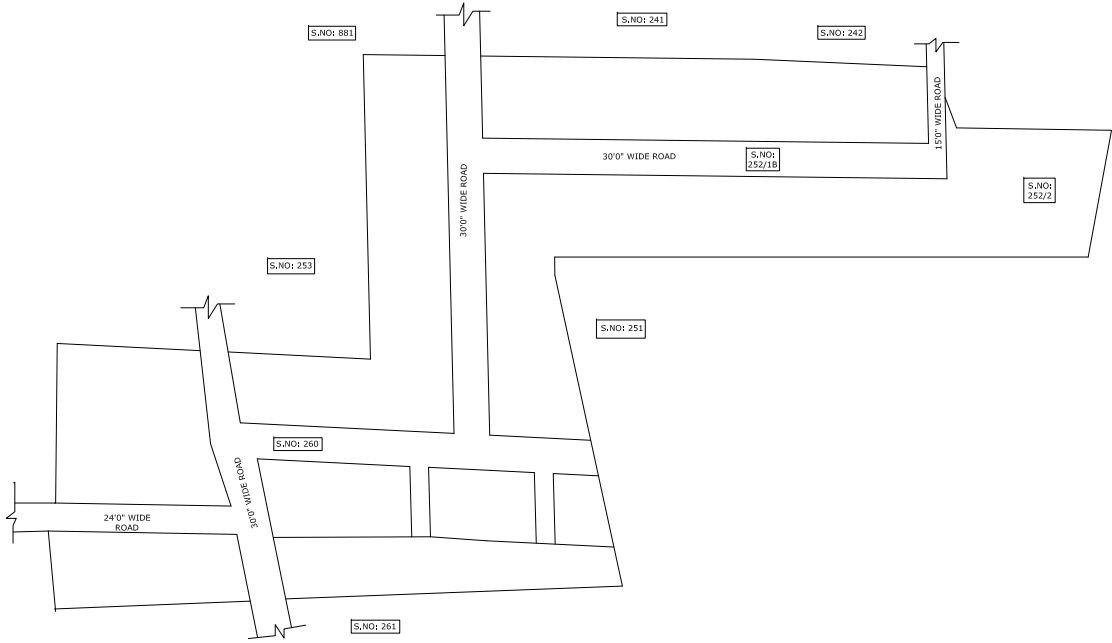 S.NO: 241
S.NO: 881
S.NO: 242
15'0" WIDE ROAD
30'0" WIDE ROAD
S.NO:
252/1B
S.NO:
252/2
30'0" WIDE ROAD
S.NO: 253
S.NO: 251
S.NO: 260
30'0" WIDE ROAD
24'0" WIDE
ROAD
S.NO: 261